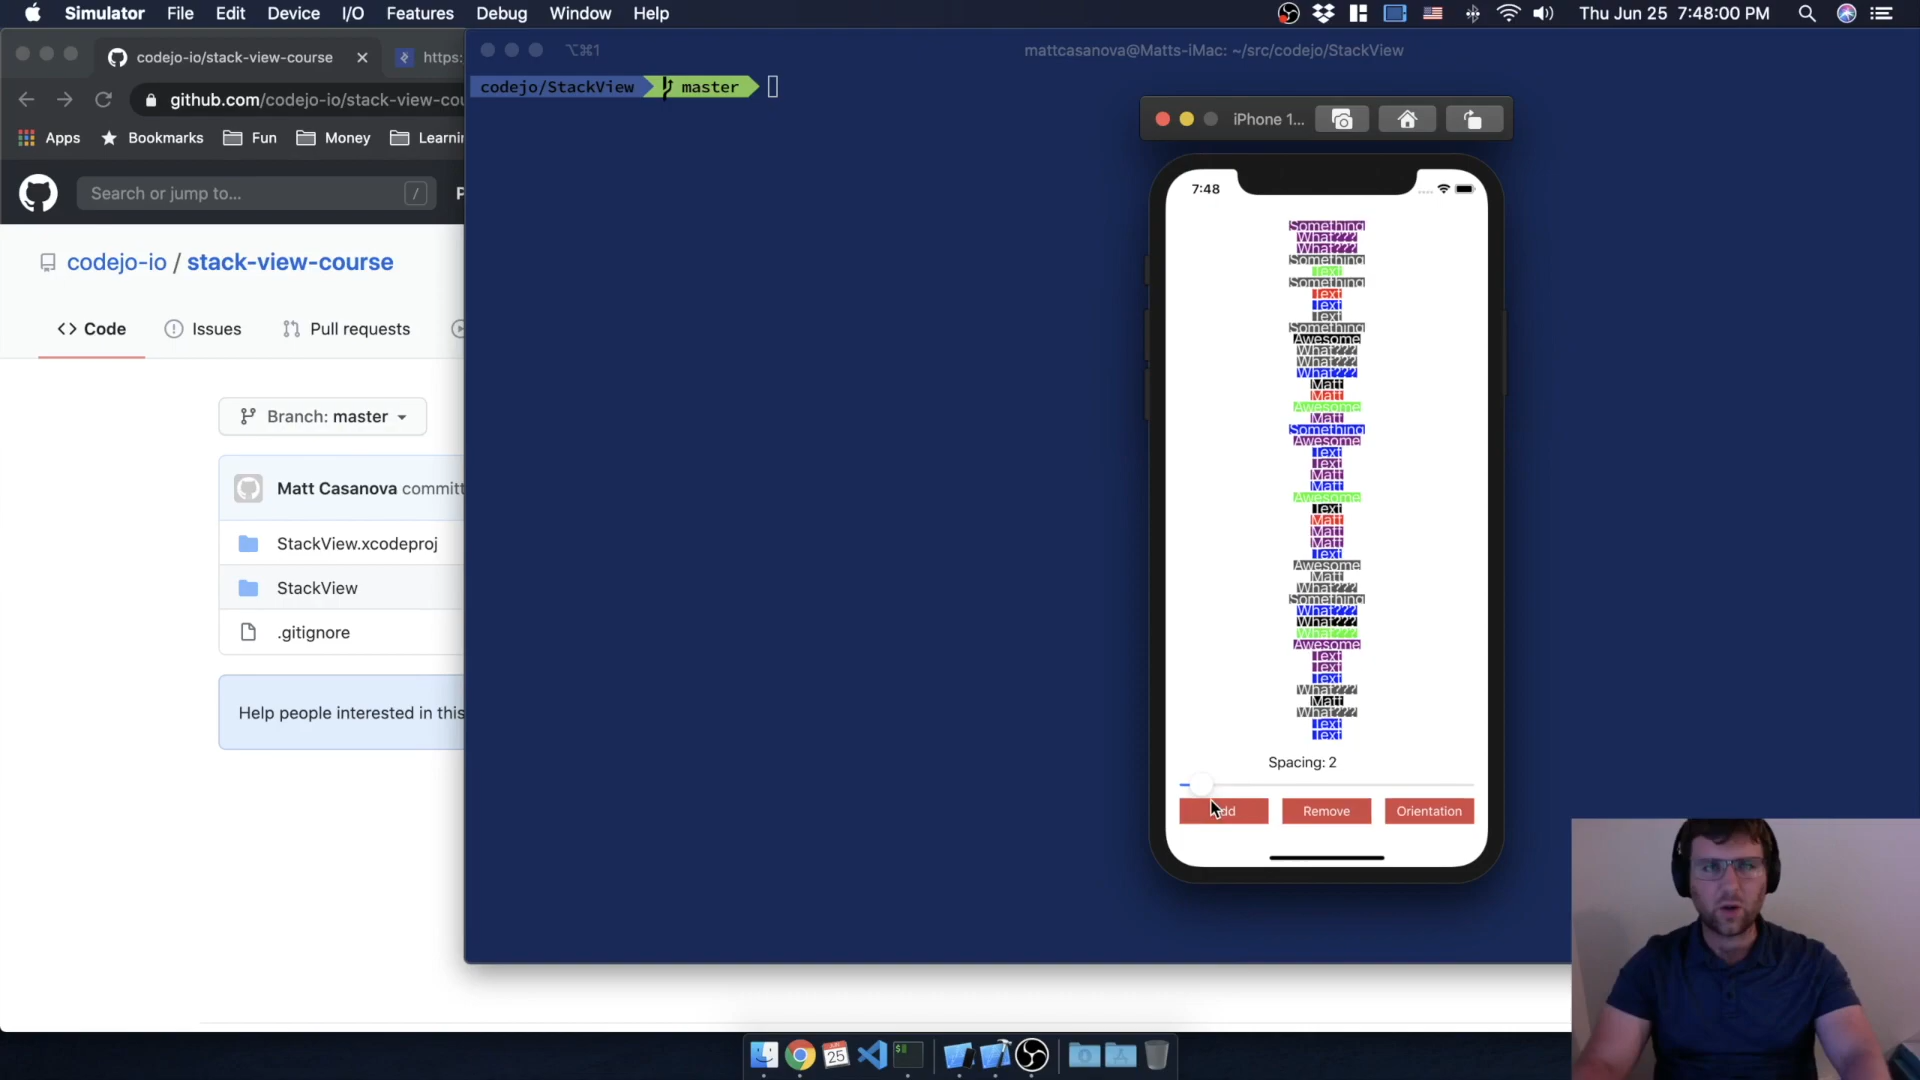 Simulator File Edit Device I/O Features Debug Window Help
Thu Jun 25 7:48:00 PM
codejo-io/stack-view-course
https:
⌥⌘1
mattcasanova@Matts-iMac: ~/src/codejo/StackView
codejo/StackView master
github.com/codejo-io/stack-view-cou
Apps Bookmarks Fun Money Learnin
Search or jump to... /
P
codejo-io / stack-view-course
Code Issues Pull requests
Branch: master
Matt Casanova committ
StackView.xcodeproj
StackView
.gitignore
Help people interested in this
iPhone 1...
7:48
Something
What???
What???
Something
Text
Something
Text
Text
Text
Something
Awesome
What???
What???
What???
Matt
Matt
Awesome
Matt
Something
Awesome
Text
Text
Matt
Matt
Awesome
Text
Matt
Matt
Matt
Text
Awesome
Matt
What???
Something
What???
What???
What???
Awesome
Text
Text
Text
What???
Matt
What???
Text
Text
Spacing: 2
Remove Orientation
25